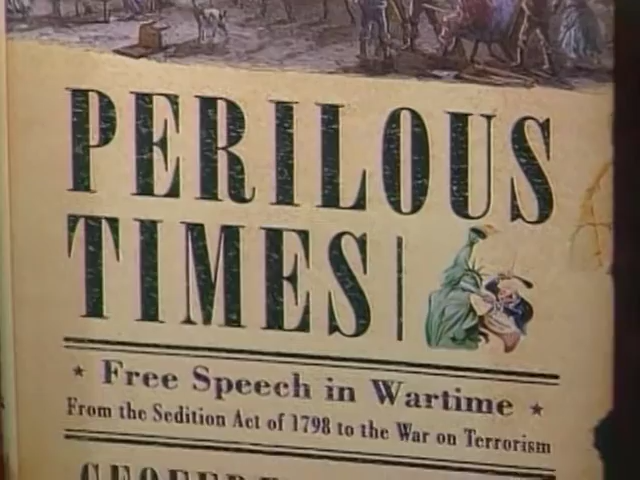 PERILOUS
TIMES
★ Free Speech in Wartime ★
From the Sedition Act of 1798 to the War on Terrorism